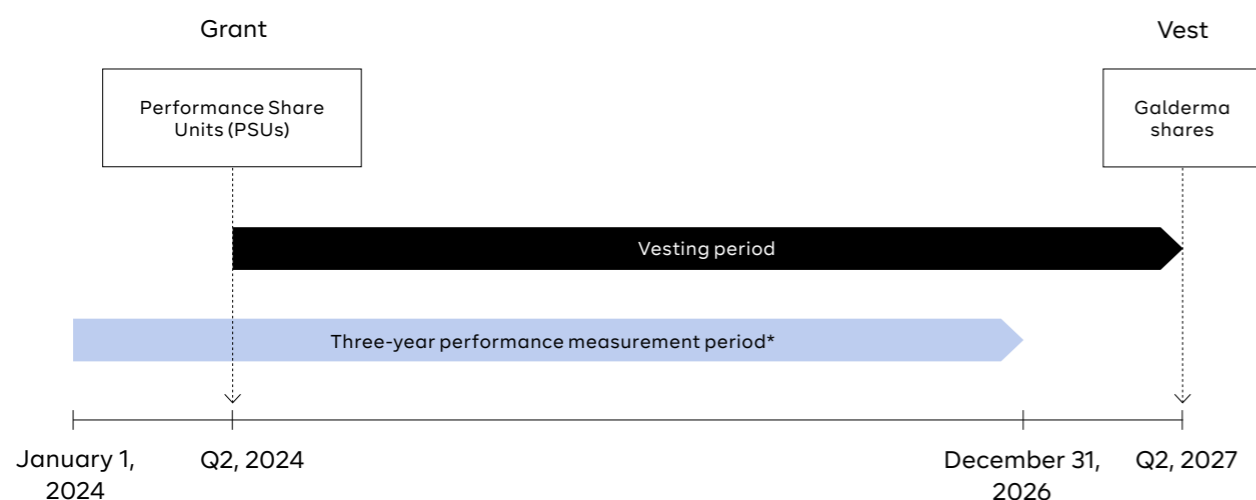 Grant
Vest
Performance Share
Units (PSUs)
Galderma
shares
Vesting period
Three-year performance measurement period*
January 1,
2024
Q2, 2024
December 31,
2026
Q2, 2027